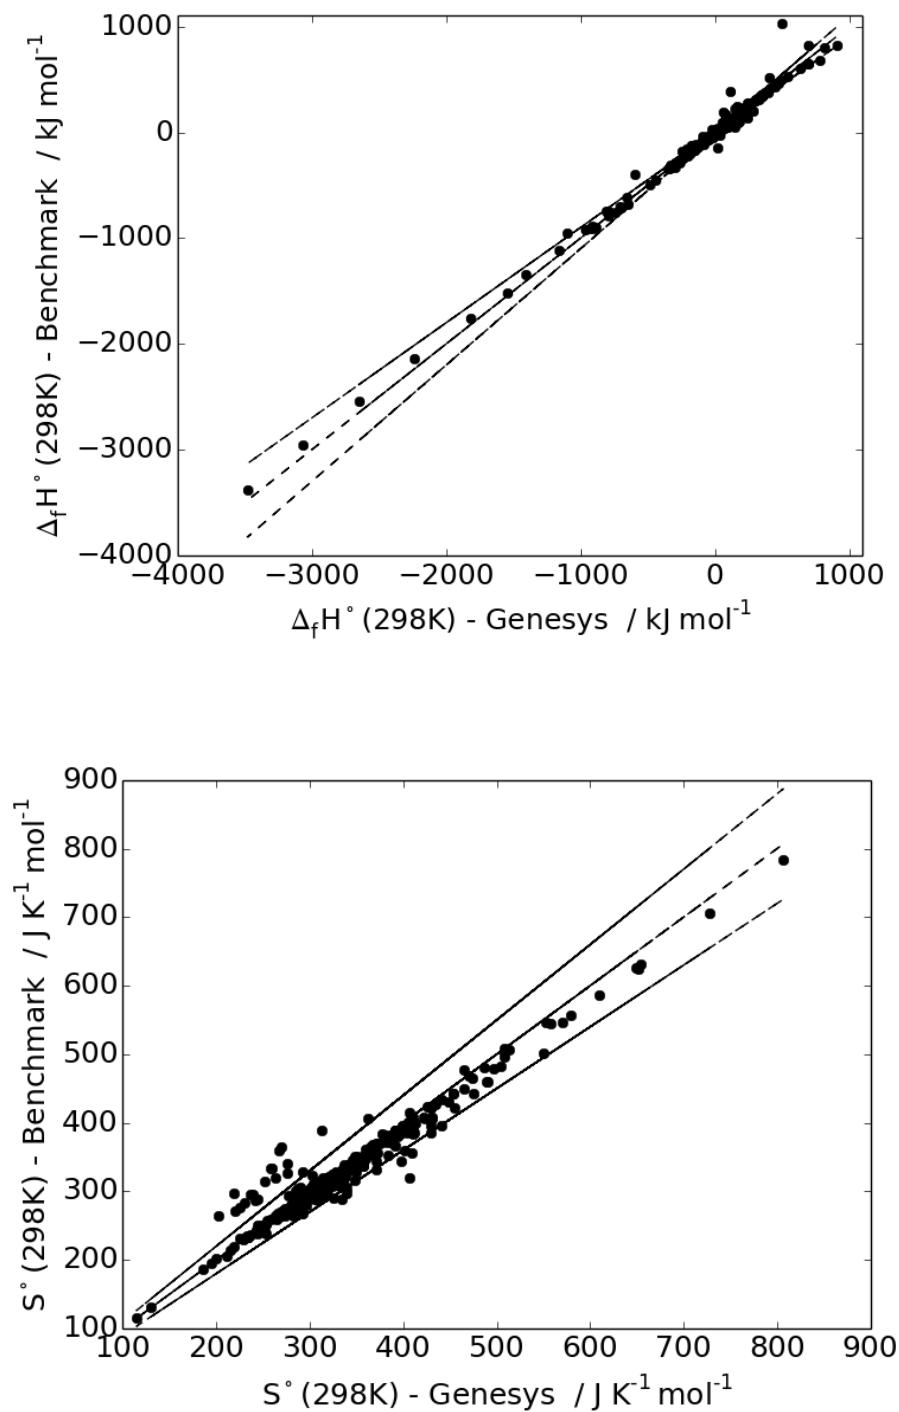 1000
0
−1000
−2000
−3000
−4000
Δ_fH° (298K) - Benchmark / kJ mol⁻¹
−4000 −3000 −2000 −1000 0 1000
Δ_fH° (298K) - Genesys / kJ mol⁻¹
900
800
700
600
500
400
300
200
100
S° (298K) - Benchmark / J K⁻¹ mol⁻¹
100 200 300 400 500 600 700 800 900
S° (298K) - Genesys / J K⁻¹ mol⁻¹